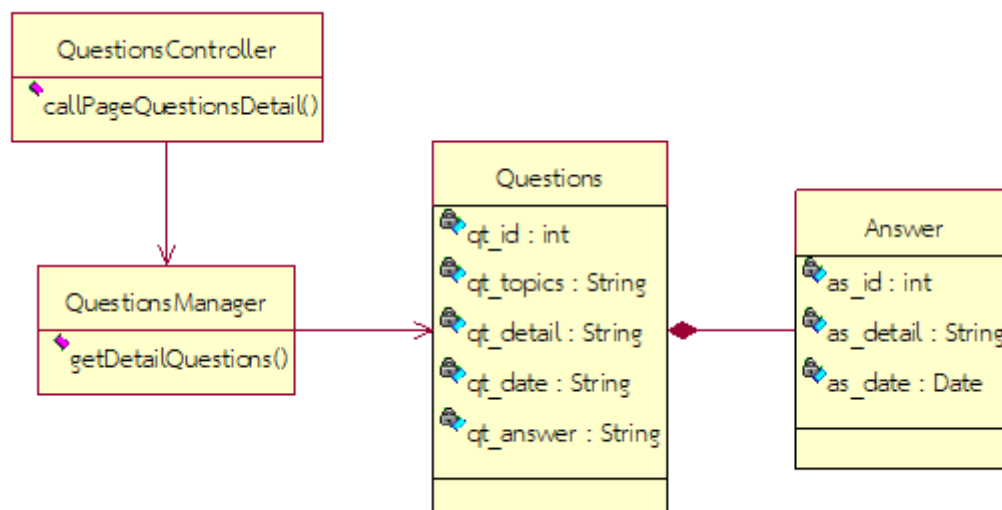 QuestionsController
callPageQuestionsDetail()
QuestionsManager
getDetailQuestions()
Questions
qt_id : int
qt_topics : String
qt_detail : String
qt_date : String
qt_answer : String
Answer
as_id : int
as_detail : String
as_date : Date